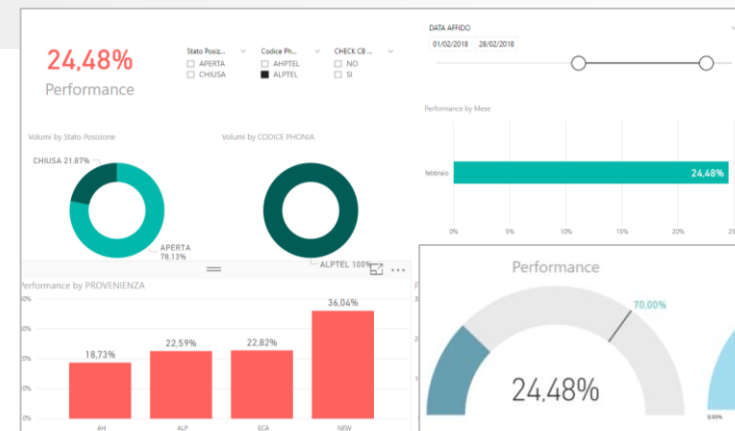 24,48%
Performance
Stato Posiz...
APERTA
CHIUSA
Codice Ph...
AHPTEL
ALPTEL
CHECK CB ...
NO
SI
DATA AFFIDO
01/02/2018 28/02/2018
Volumi by Stato Posizione
CHIUSA 21.87%
APERTA
78.13%
Volumi by CODICE PHONIA
ALPTEL 100%
Performance by Mese
febbraio
24,48%
0% 5% 10% 15% 20%
Performance by PROVENIENZA
18,73%
22,59%
22,82%
36.04%
AH ALP ECA NEW
Performance
70,00%
24,48%
0,00%